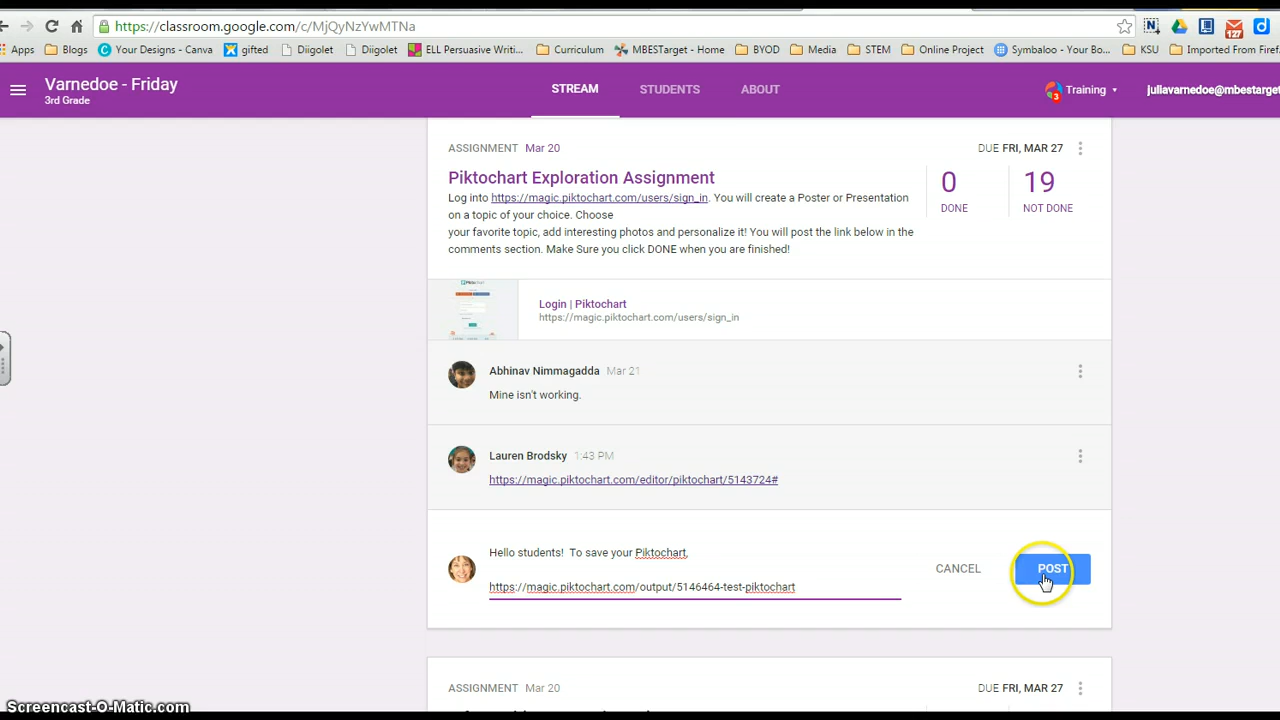 https://classroom.google.com/c/MjQyNzYwMTNa
127
Apps Blogs Your Designs - Canva gifted Diigolet Diigolet ELL Persuasive Writi... Curriculum MBESTarget - Home BYOD Media STEM Online Project Symbaloo - Your Bo... KSU Imported From Firef
Varnedoe - Friday
3rd Grade
STREAM STUDENTS ABOUT
3 Training juliavarnedoe@mbestarge
ASSIGNMENT Mar 20 DUE FRI, MAR 27
Piktochart Exploration Assignment
0 19
DONE NOT DONE
Log into https://magic.piktochart.com/users/sign_in. You will create a Poster or Presentation
on a topic of your choice. Choose
your favorite topic, add interesting photos and personalize it! You will post the link below in the
comments section. Make Sure you click DONE when you are finished!
Login | Piktochart
https://magic.piktochart.com/users/sign_in
Abhinav Nimmagadda Mar 21
Mine isn't working.
Lauren Brodsky 1:43 PM
https://magic.piktochart.com/editor/piktochart/5143724#
Hello students! To save your Piktochart,
https://magic.piktochart.com/output/5146464-test-piktochart
CANCEL POST
ASSIGNMENT Mar 20 DUE FRI, MAR 27
Screencast-O-Matic.com